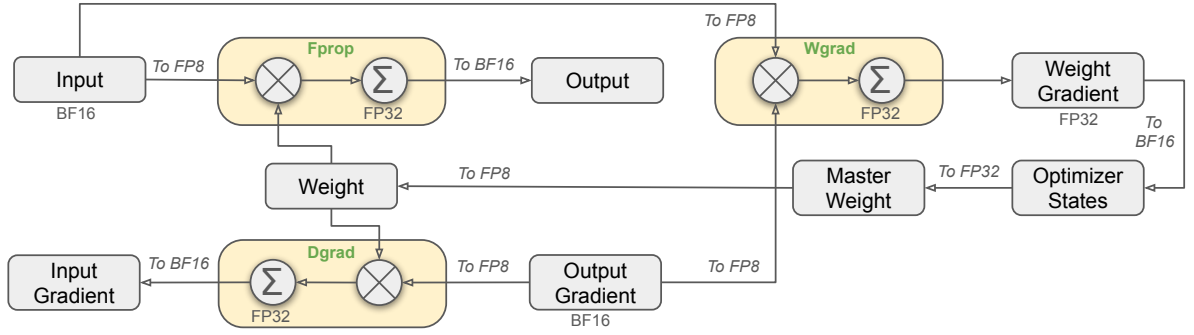 To FP8
Fprop
Wgrad
Input
To FP8
Σ
To BF16
Output
Σ
Weight
Gradient
BF16
FP32
FP32
FP32
To
BF16
Weight
To FP8
Master
Weight
To FP32
Optimizer
States
Dgrad
Input
Gradient
To BF16
Σ
To FP8
Output
Gradient
To FP8
FP32
BF16